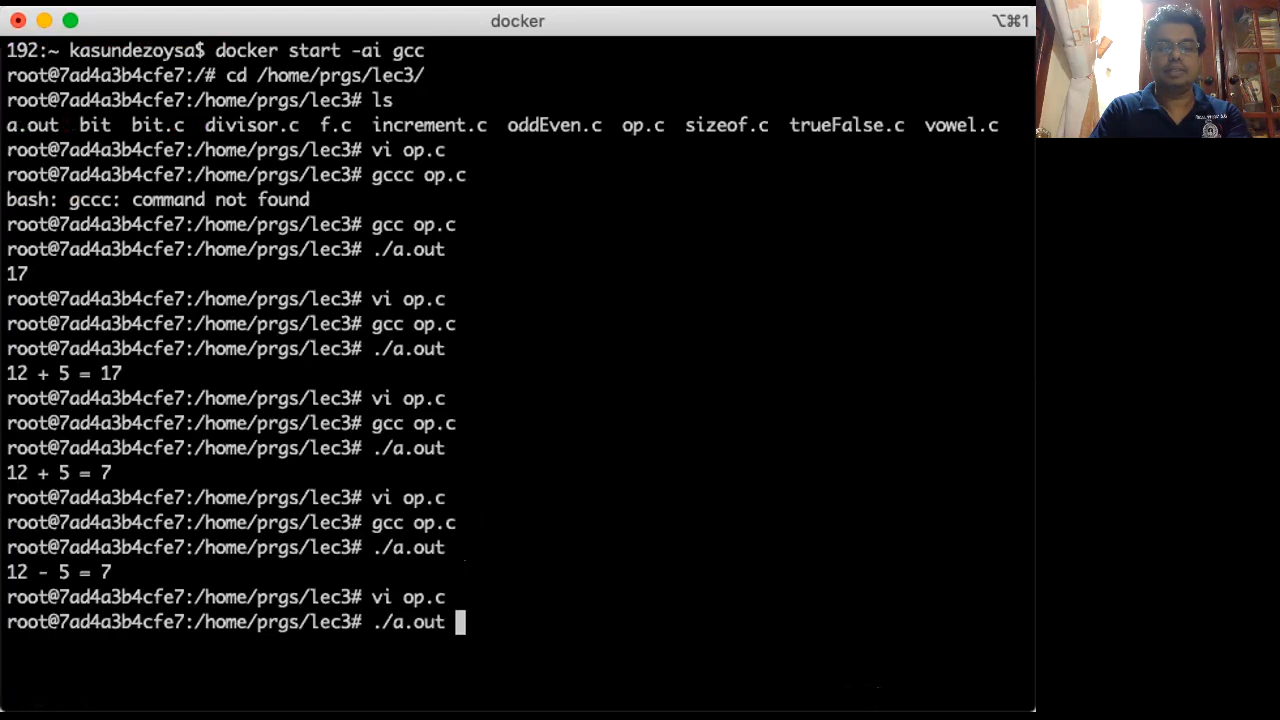 docker
⌥⌘1
192:~ kasundezoysa$ docker start -ai gcc
root@7ad4a3b4cfe7:/# cd /home/prgs/lec3/
root@7ad4a3b4cfe7:/home/prgs/lec3# ls
a.out  bit  bit.c  divisor.c  f.c  increment.c  oddEven.c  op.c  sizeof.c  trueFalse.c  vowel.c
root@7ad4a3b4cfe7:/home/prgs/lec3# vi op.c
root@7ad4a3b4cfe7:/home/prgs/lec3# gccc op.c
bash: gccc: command not found
root@7ad4a3b4cfe7:/home/prgs/lec3# gcc op.c
root@7ad4a3b4cfe7:/home/prgs/lec3# ./a.out
17
root@7ad4a3b4cfe7:/home/prgs/lec3# vi op.c
root@7ad4a3b4cfe7:/home/prgs/lec3# gcc op.c
root@7ad4a3b4cfe7:/home/prgs/lec3# ./a.out
12 + 5 = 17
root@7ad4a3b4cfe7:/home/prgs/lec3# vi op.c
root@7ad4a3b4cfe7:/home/prgs/lec3# gcc op.c
root@7ad4a3b4cfe7:/home/prgs/lec3# ./a.out
12 + 5 = 7
root@7ad4a3b4cfe7:/home/prgs/lec3# vi op.c
root@7ad4a3b4cfe7:/home/prgs/lec3# gcc op.c
root@7ad4a3b4cfe7:/home/prgs/lec3# ./a.out
12 - 5 = 7
root@7ad4a3b4cfe7:/home/prgs/lec3# vi op.c
root@7ad4a3b4cfe7:/home/prgs/lec3# ./a.out